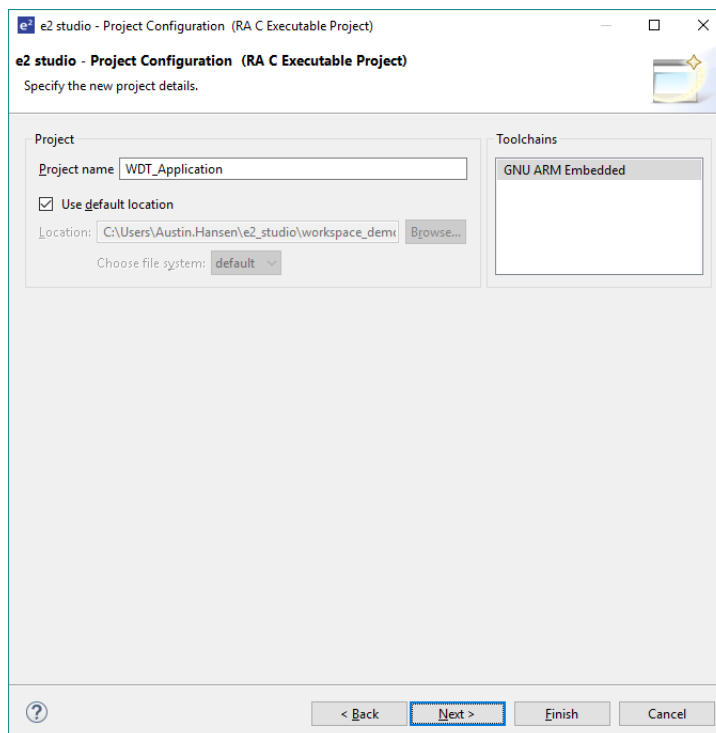 e² e2 studio - Project Configuration (RA C Executable Project)
e2 studio - Project Configuration (RA C Executable Project)
Specify the new project details.
Project
Project name WDT_Application
Use default location
Location: C:\Users\Austin.Hansen\e2_studio\workspace_dem Browse...
Choose file system: default
Toolchains
GNU ARM Embedded
? < Back Next > Finish Cancel